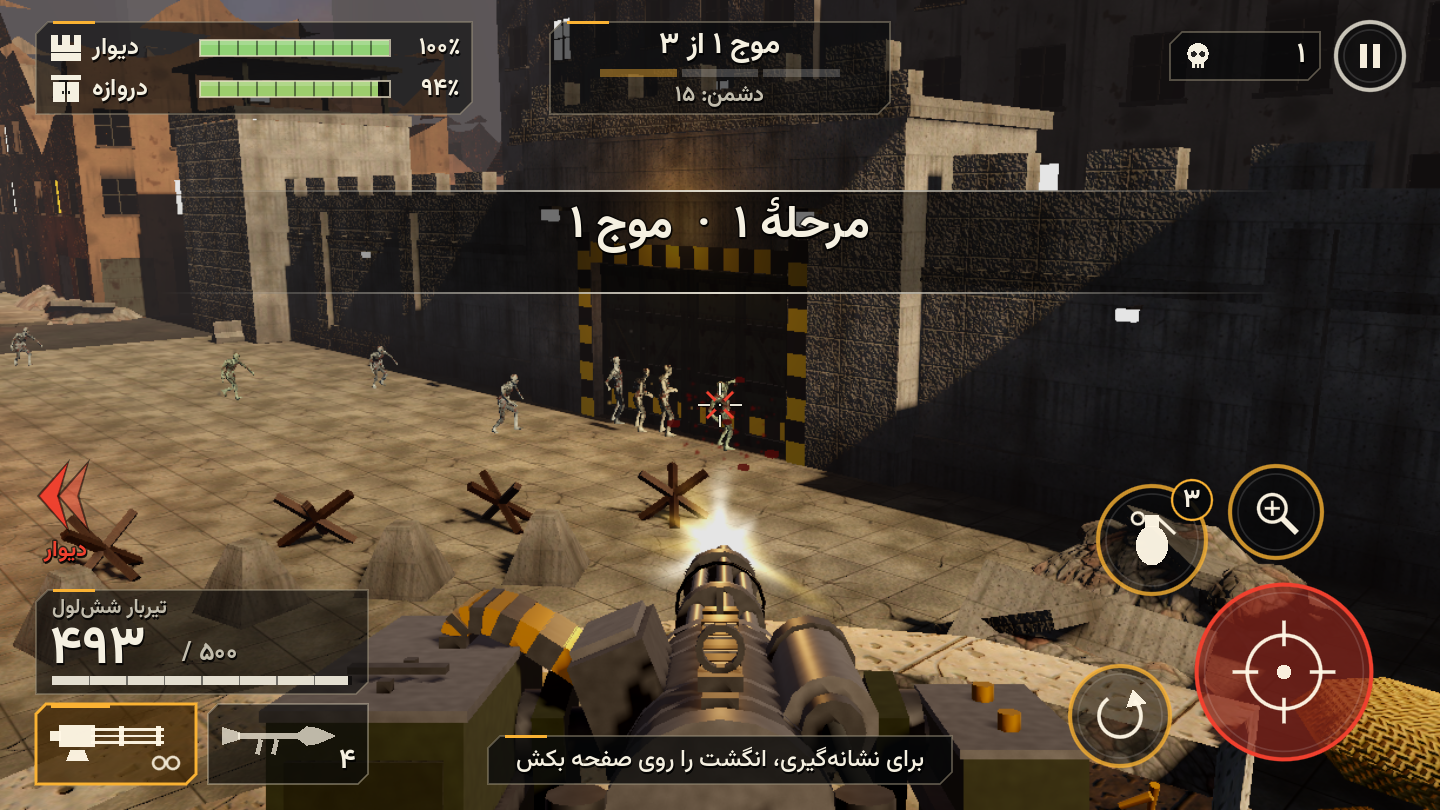 دیوار ۱۰۰٪
دروازه ۹۴٪
موج ۱ از ۳
دشمن: ۱۵
۱
مرحلهٔ ۱ · موج ۱
دیوار
۳
تیربار شش‌لول
۴۹۳ / ۵۰۰
∞
۴
برای نشانه‌گیری، انگشت را روی صفحه بکش